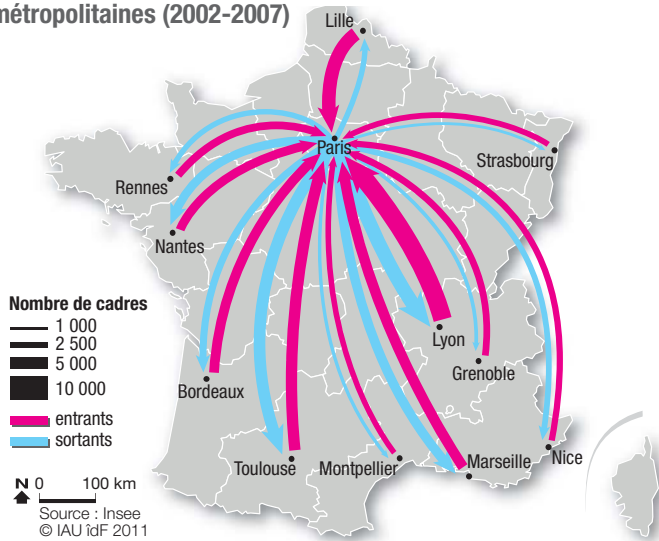 métropolitaines (2002-2007)
Lille
Paris
Strasbourg
Rennes
Nantes
Nombre de cadres
1 000
2 500
5 000
10 000
entrants
sortants
Lyon
Grenoble
Bordeaux
Toulouse
Montpellier
Marseille
Nice
N 0 100 km
Source : Insee
© IAU îdF 2011